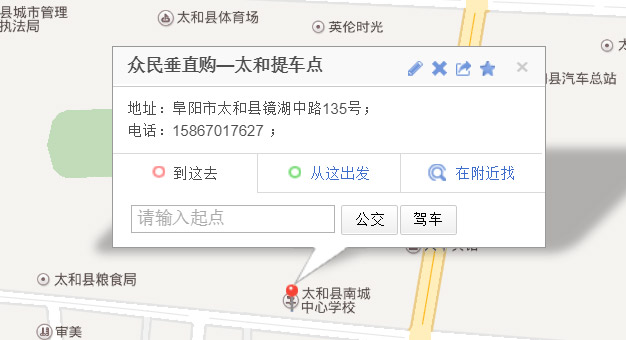 县城市管理
执法局
太和县体育场
英伦时光
太
众民垂直购—太和提车点
地址：阜阳市太和县镜湖中路135号；
电话：15867017627 ；
县汽车总站
到这去
从这出发
在附近找
请输入起点
公交
驾车
太和县粮食局
太和县南城
中心学校
审美